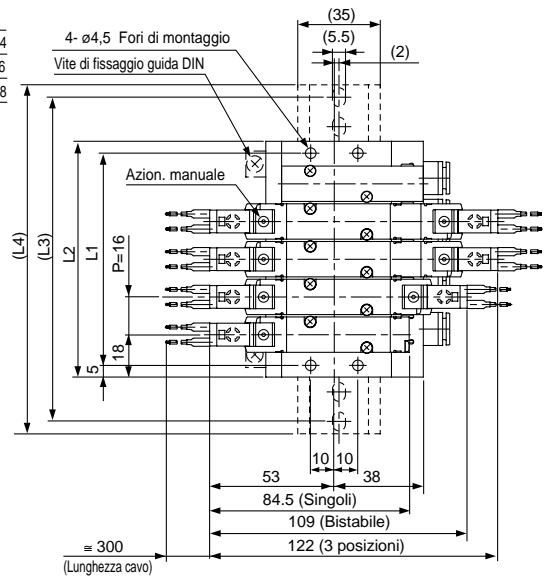 (35)
4
4- ø4,5 Fori di montaggio
(5.5)
6
(2)
Vite di fissaggio guida DIN
8
Azion. manuale
(L4)
(L3)
L2
L1
P=16
18
5
10 10
53 38
84.5 (Singoli)
109 (Bistabile)
≅ 300
122 (3 posizioni)
(Lunghezza cavo)